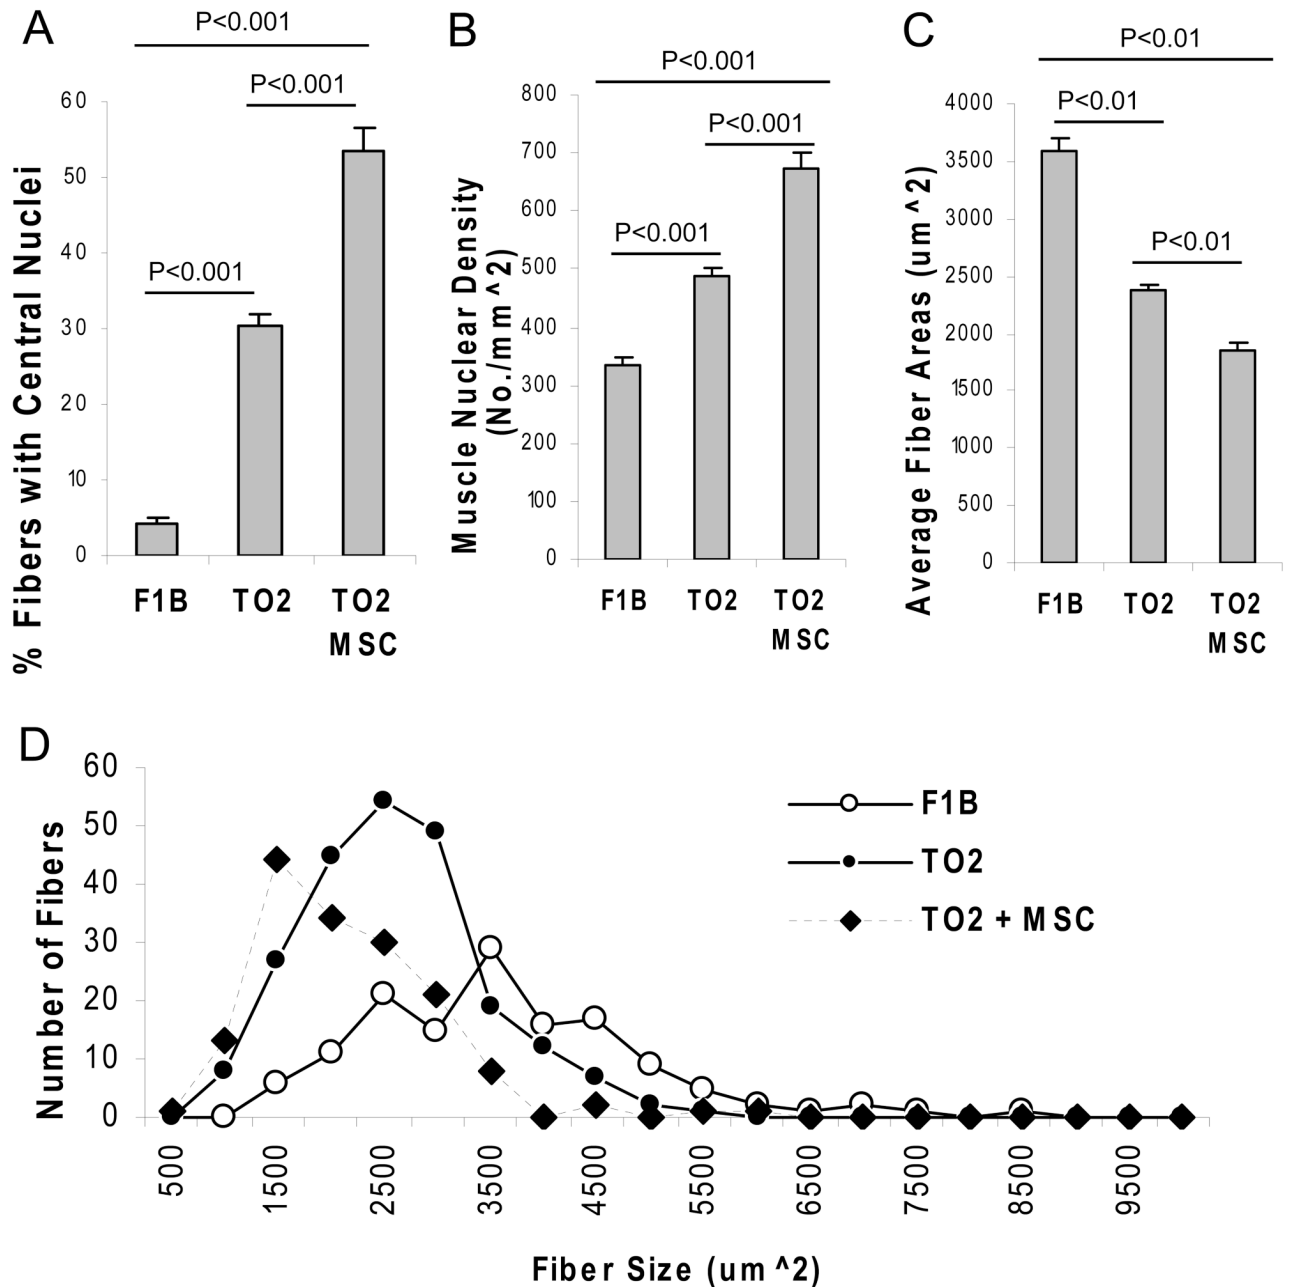 A
P<0.001
P<0.001
P<0.001
% Fibers with Central Nuclei
60
50
40
30
20
10
0
F1B
TO2
TO2
MSC
B
P<0.001
P<0.001
P<0.001
Muscle Nuclear Density
(No./mm^2)
800
700
600
500
400
300
200
100
0
F1B
TO2
TO2
MSC
C
P<0.01
P<0.01
P<0.01
Average Fiber Areas (um^2)
4000
3500
3000
2500
2000
1500
1000
500
0
F1B
TO2
TO2
MSC
D
Number of Fibers
60
50
40
30
20
10
0
F1B
TO2
TO2 + MSC
500
1500
2500
3500
4500
5500
6500
7500
8500
9500
Fiber Size (um^2)